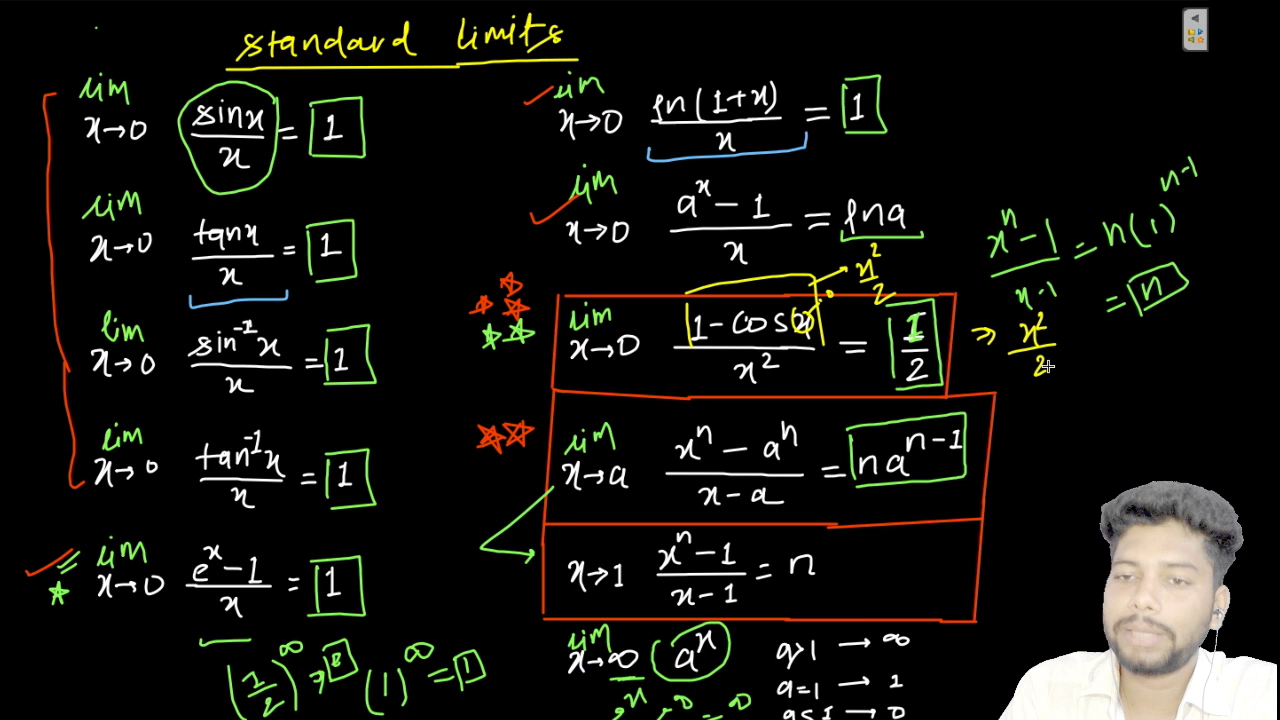 standard limits
lim x→0 sinx/x = 1
lim x→0 tanx/x = 1
lim x→0 sin⁻¹x/x = 1
lim x→0 tan⁻¹x/x = 1
lim x→0 (eˣ-1)/x = 1
(1/2)^∞ →
(1)^∞ = 1
lim x→0 ln(1+x)/x = 1
lim x→0 (aˣ-1)/x = lna
x²/2
lim x→0 (1-cosx)/x² = 1/2
⇒ x²/2
lim x→a (xⁿ-aⁿ)/(x-a) = naⁿ⁻¹
x→1 (xⁿ-1)/(x-1) = n
(xⁿ-1)/(x-1) = n(1)ⁿ⁻¹
= n
lim x→∞ (aˣ)
a>1 → ∞
a=1 → 1
a<1 → 0